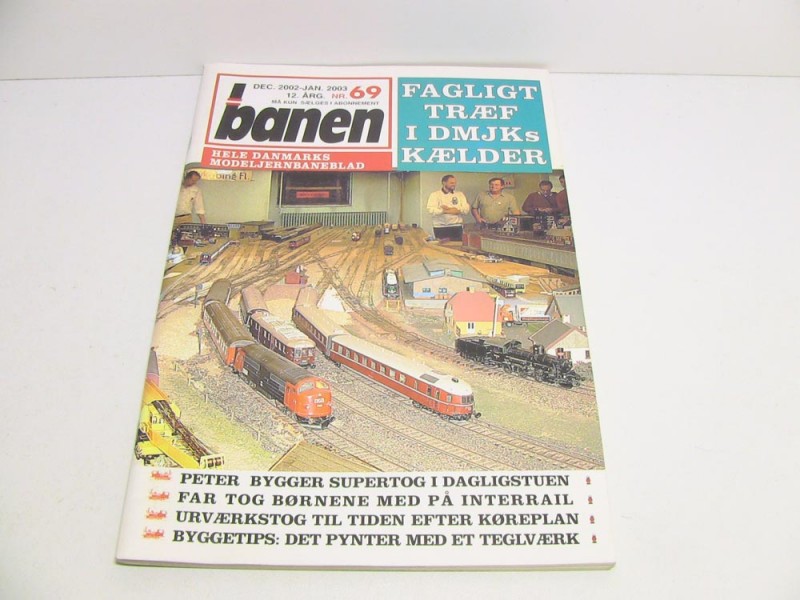 DEC. 2002-JAN. 2003
12. ÅRG. NR. 69
MÅ KUN SÆLGES I ABONNEMENT
banen
HELE DANMARKS
MODELJERNBANEBLAD
FAGLIGT
TRÆF
I DMJKs
KÆLDER
PETER BYGGER SUPERTOG I DAGLIGSTUEN
FAR TOG BØRNENE MED PÅ INTERRAIL
URVÆRKSTOG TIL TIDEN EFTER KØREPLAN
BYGGETIPS: DET PYNTER MED ET TEGLVÆRK